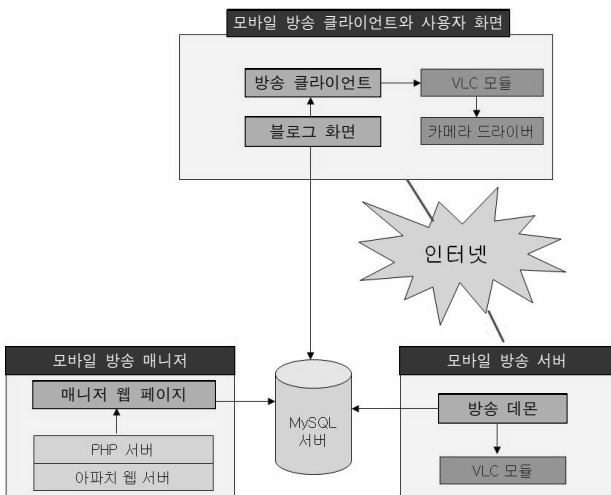 모바일 방송 클라이언트와 사용자 화면
방송 클라이언트
VLC 모듈
블로그 화면
카메라 드라이버
인터넷
모바일 방송 매니저
모바일 방송 서버
매니저 웹 페이지
방송 데몬
MySQL
서버
PHP 서버
아파치 웹 서버
VLC 모듈